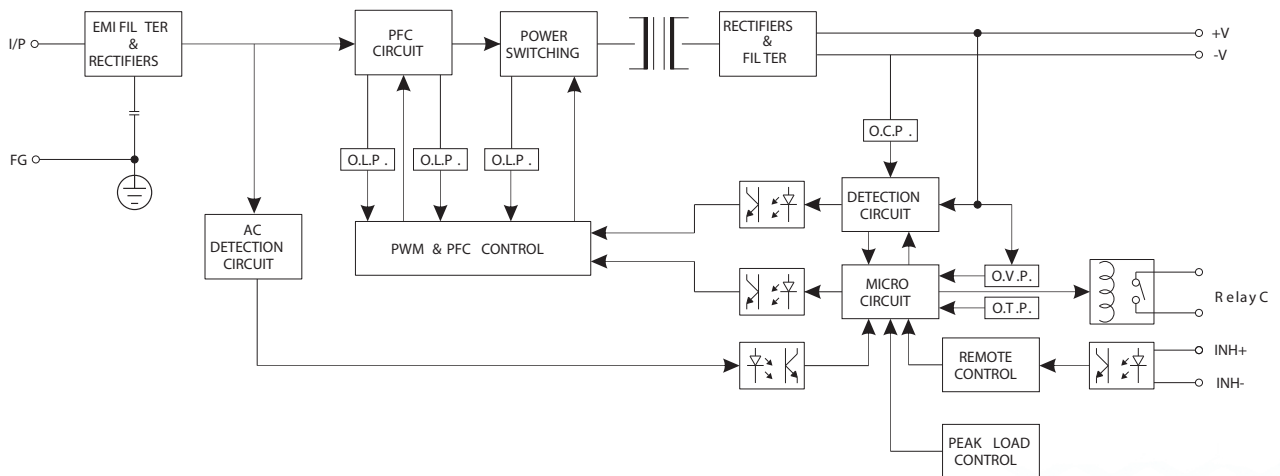 I/P
EMI FIL TER
&
RECTIFIERS
PFC
CIRCUIT
POWER
SWITCHING
RECTIFIERS
&
FIL TER
+V
-V
FG
O.L.P .
O.L.P .
O.L.P .
O.C.P .
AC
DETECTION
CIRCUIT
PWM & PFC CONTROL
DETECTION
CIRCUIT
MICRO
CIRCUIT
O.V.P.
O.T.P.
Relay C
REMOTE
CONTROL
INH+
INH-
PEAK LOAD
CONTROL